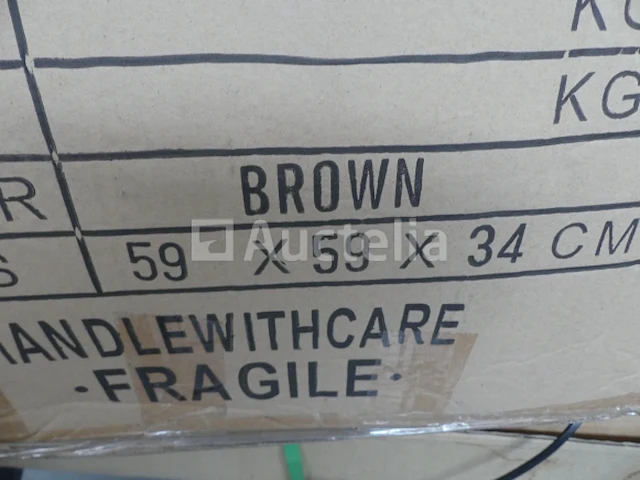 KG
R BROWN
S 59 X 59 X 34 CM
HANDLEWITHCARE
·FRAGILE·
Austelia